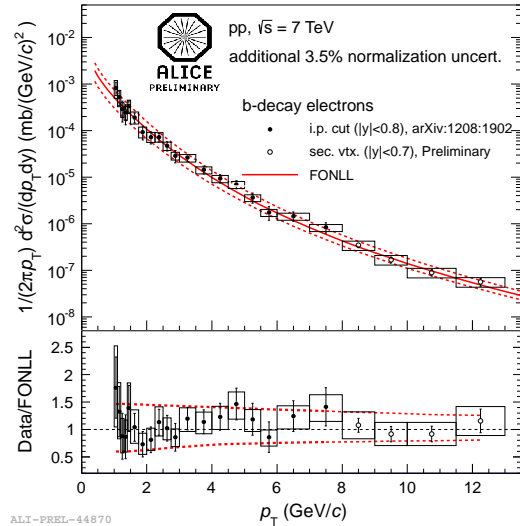 pp, √s = 7 TeV
additional 3.5% normalization uncert.
ALICE
PRELIMINARY
b-decay electrons
i.p. cut (|y|<0.8), arXiv:1208:1902
sec. vtx. (|y|<0.7), Preliminary
FONLL
1/(2πp_T) d²σ/(dp_Tdy) (mb/(GeV/c)²)
10⁻²
10⁻³
10⁻⁴
10⁻⁵
10⁻⁶
10⁻⁷
10⁻⁸
Data/FONLL
2.5
2
1.5
1
0.5
0 2 4 6 8 10 12
p_T (GeV/c)
ALI-PREL-44870